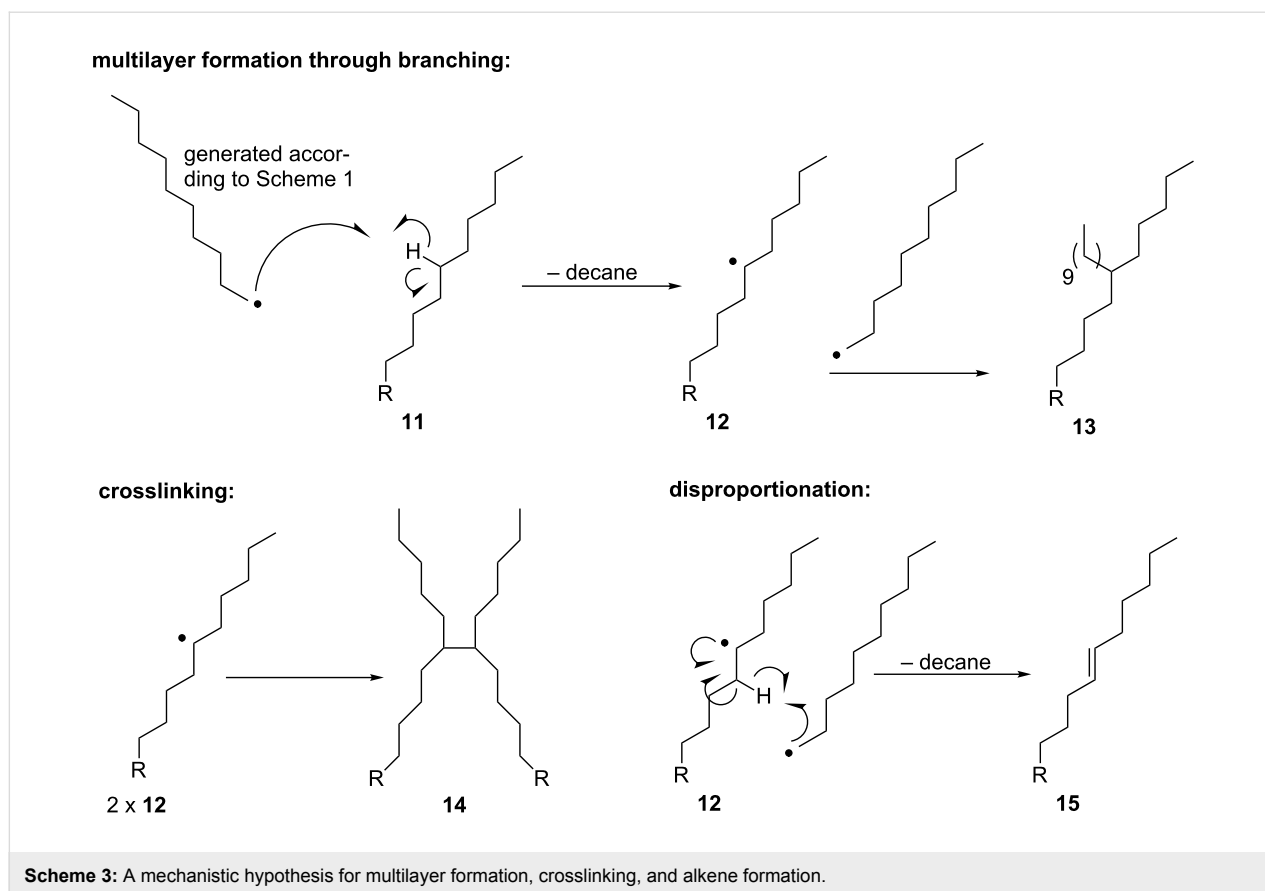 multilayer formation through branching:
generated accor-
ding to Scheme 1
H
– decane
9
R
R
R
11
12
13
crosslinking:
disproportionation:
– decane
H
R
R
R
R
R
2 x 12
14
12
15
Scheme 3: A mechanistic hypothesis for multilayer formation, crosslinking, and alkene formation.